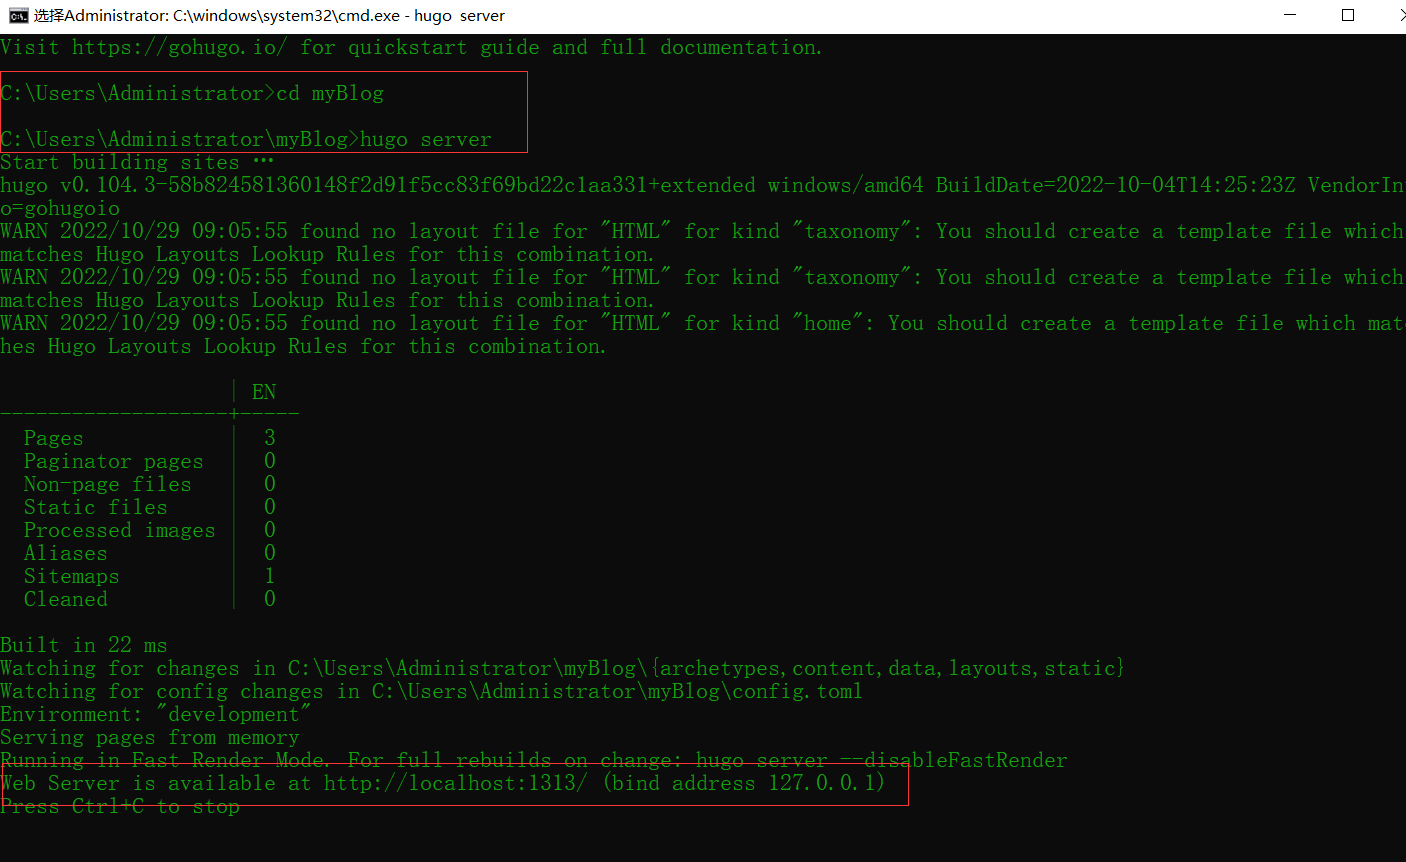 选择Administrator: C:\windows\system32\cmd.exe - hugo  server
Visit https://gohugo.io/ for quickstart guide and full documentation.
C:\Users\Administrator>cd myBlog
C:\Users\Administrator\myBlog>hugo server
Start building sites …
hugo v0.104.3-58b824581360148f2d91f5cc83f69bd22c1aa331+extended windows/amd64 BuildDate=2022-10-04T14:25:23Z VendorIn
o=gohugoio
WARN 2022/10/29 09:05:55 found no layout file for "HTML" for kind "taxonomy": You should create a template file which
matches Hugo Layouts Lookup Rules for this combination.
WARN 2022/10/29 09:05:55 found no layout file for "HTML" for kind "taxonomy": You should create a template file which
matches Hugo Layouts Lookup Rules for this combination.
WARN 2022/10/29 09:05:55 found no layout file for "HTML" for kind "home": You should create a template file which mat
hes Hugo Layouts Lookup Rules for this combination.
| EN
-------------------+-----
Pages | 3
Paginator pages | 0
Non-page files | 0
Static files | 0
Processed images | 0
Aliases | 0
Sitemaps | 1
Cleaned | 0
Built in 22 ms
Watching for changes in C:\Users\Administrator\myBlog\{archetypes,content,data,layouts,static}
Watching for config changes in C:\Users\Administrator\myBlog\config.toml
Environment: "development"
Serving pages from memory
Running in Fast Render Mode. For full rebuilds on change: hugo server --disableFastRender
Web Server is available at http://localhost:1313/ (bind address 127.0.0.1)
Press Ctrl+C to stop